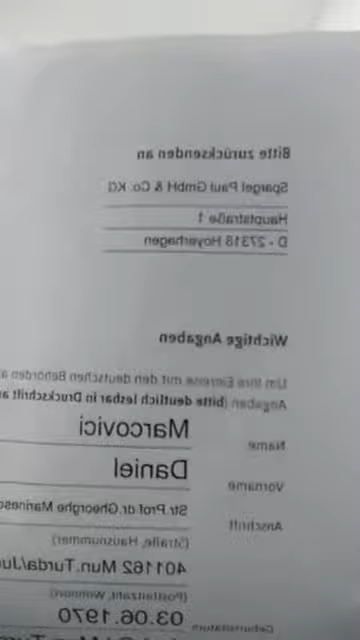 Bitte zurücksenden an
Spargel Paul GmbH & Co. KG
Hauptstraße 1
D - 27318 Hoyerhagen
Wichtige Angaben
Um Ihre Einreise mit den deutschen Behörden a
Angaben (bitte deutlich lesbar in Druckschrift a
Name Marcovici
Vorname Daniel
Anschrift Str.Prof.dr.Gheorghe Marinesc
(Straße, Hausnummer)
401162 Mun.Turda/Ju
(Postleitzahl, Wohnort)
Geburtsdatum 03.06.1970